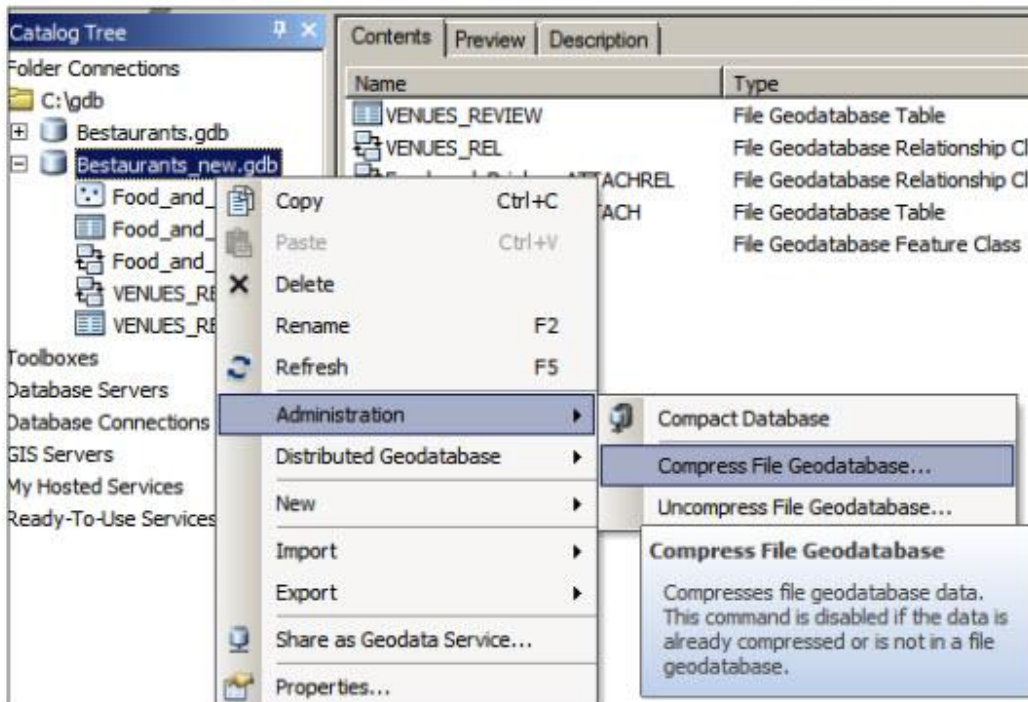 Catalog Tree
Folder Connections
C:\gdb
Bestaurants.gdb
Bestaurants_new.gdb
Food_and_
Food_and_
Food_and_
VENUES_RE
VENUES_RE
Toolboxes
Database Servers
Database Connections
GIS Servers
My Hosted Services
Ready-To-Use Services
Contents Preview Description
Name Type
VENUES_REVIEW File Geodatabase Table
VENUES_REL File Geodatabase Relationship Cl
ATTACHREL File Geodatabase Relationship Cl
TACH File Geodatabase Table
File Geodatabase Feature Class
Copy Ctrl+C
Paste Ctrl+V
Delete
Rename F2
Refresh F5
Administration
Distributed Geodatabase
New
Import
Export
Share as Geodata Service...
Properties...
Compact Database
Compress File Geodatabase...
Uncompress File Geodatabase...
Compress File Geodatabase
Compresses file geodatabase data.
This command is disabled if the data is
already compressed or is not in a file
geodatabase.